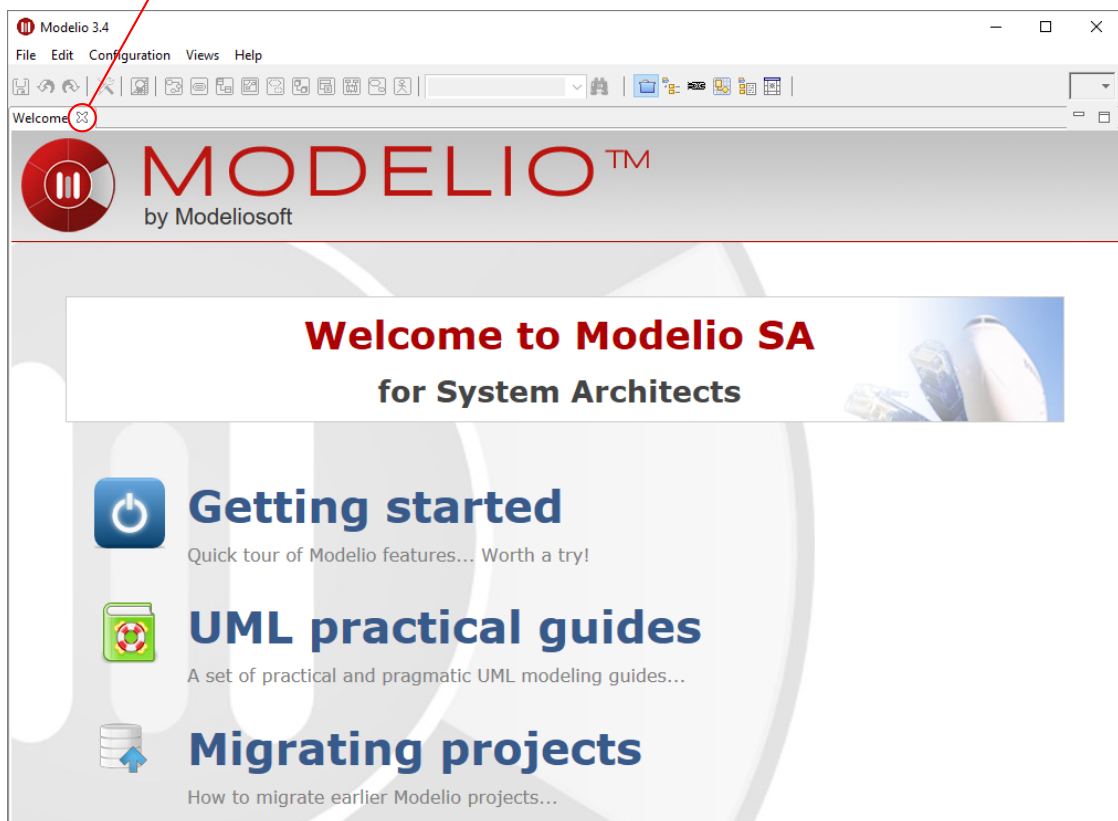 Modelio 3.4
File Edit Configuration Views Help
Welcome
MODELIO™
by Modeliosoft
Welcome to Modelio SA
for System Architects
Getting started
Quick tour of Modelio features... Worth a try!
UML practical guides
A set of practical and pragmatic UML modeling guides...
Migrating projects
How to migrate earlier Modelio projects...